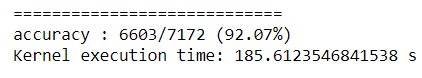 ===========================
accuracy : 6603/7172 (92.07%)
Kernel execution time: 185.6123546841538 s